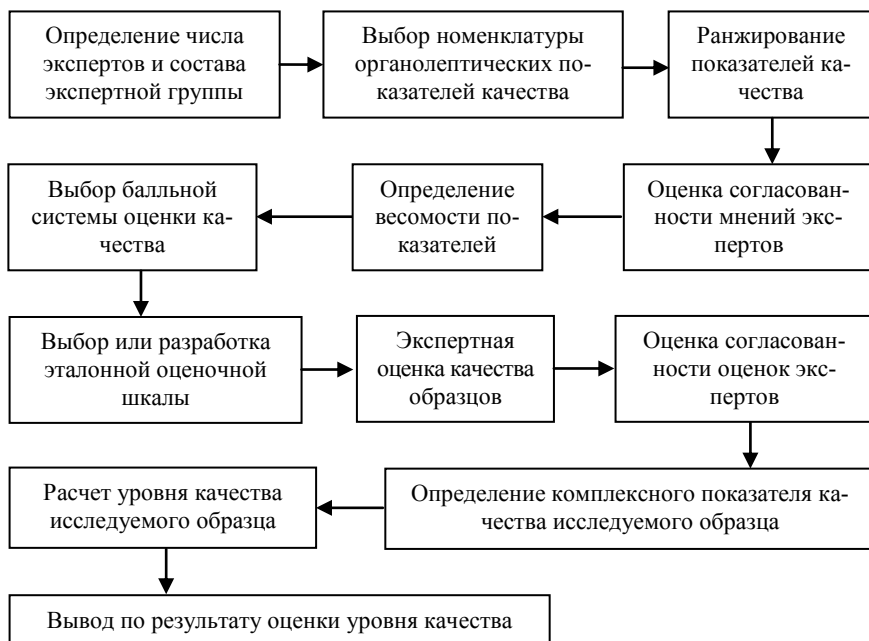 Определение числа
экспертов и состава
экспертной группы
Выбор номенклатуры
органолептических по-
казателей качества
Ранжирование
показателей ка-
чества
Оценка согласован-
ности мнений экс-
пертов
Определение
весомости по-
казателей
Выбор балльной
системы оценки ка-
чества
Выбор или разработка
эталонной оценочной
шкалы
Экспертная
оценка качества
образцов
Оценка согласован-
ности оценок экс-
пертов
Определение комплексного показателя ка-
чества исследуемого образца
Расчет уровня качества
исследуемого образца
Вывод по результату оценки уровня качества